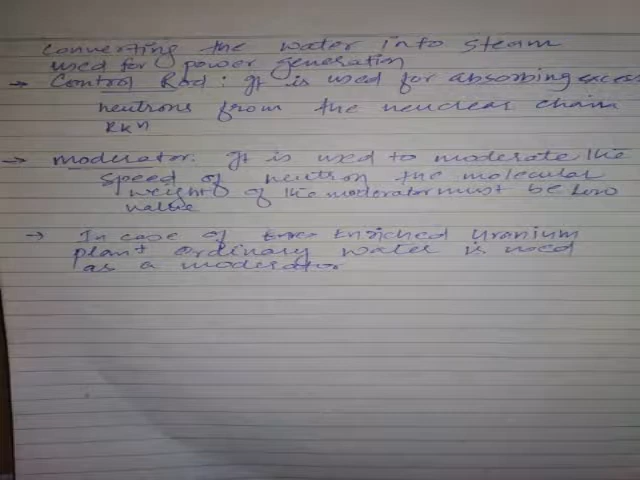 converting the water into steam
used for power generation
→ Control Rod : It is used for absorbing excess
neutrons from the neuclear chain
RXn
→ moderator : It is used to moderate the
speed of neutron the molecular
weight of the moderator must be low
value
→ In case of Enriched Uranium
plant ordinary water is used
as a moderator